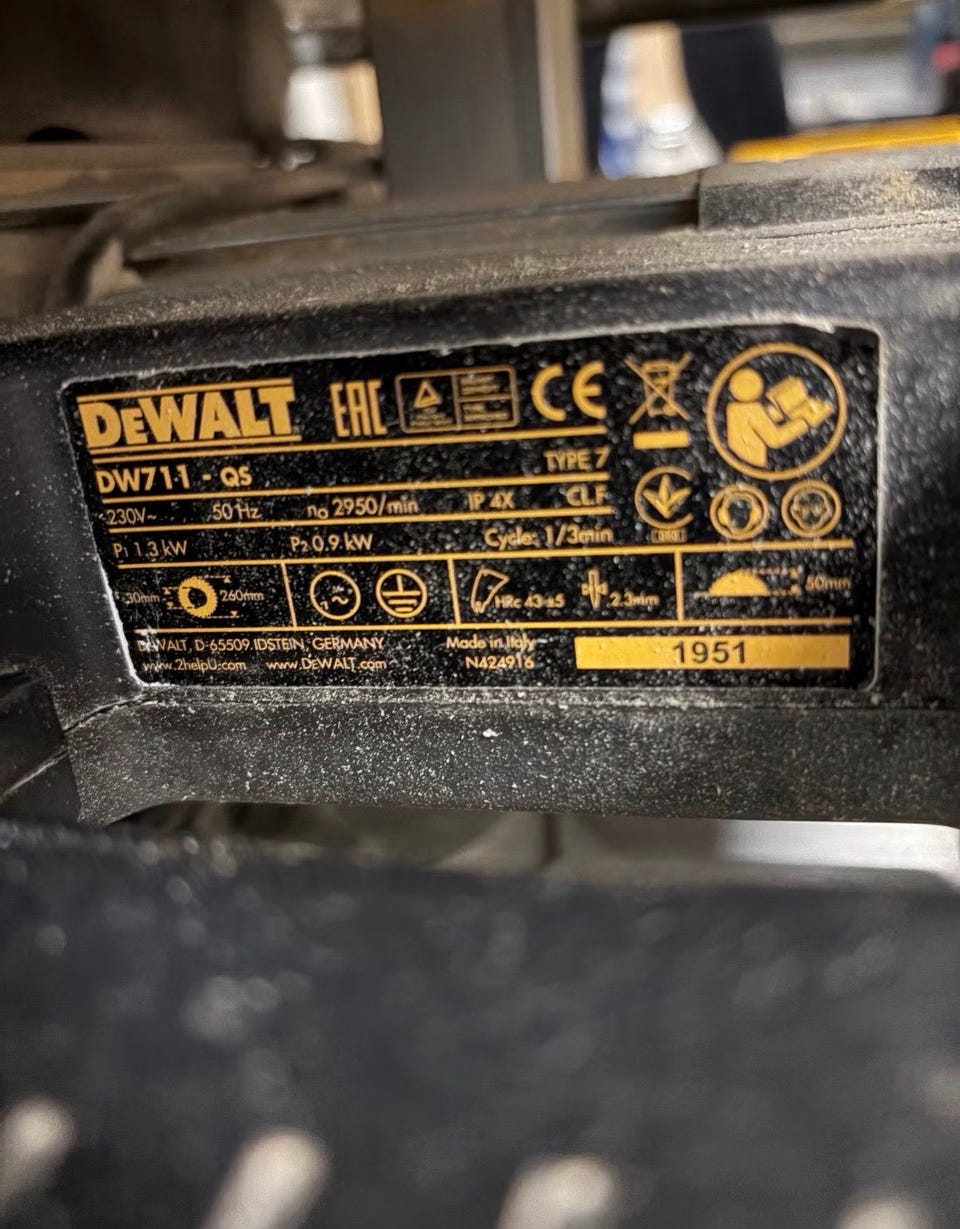 DEWALT EAC CE
TYPE 7
DW711 - QS
230V~ 50 Hz n₀ 2950/min IP 4X CLF
P₁ 1.3 kW P₂ 0.9 kW Cycle: 1/3min
30mm 260mm HRc 43 ±5 2.3mm 50mm
DEWALT, D-65509 IDSTEIN, GERMANY Made in Italy
www.2helpU.com www.DEWALT.com N424916 1951